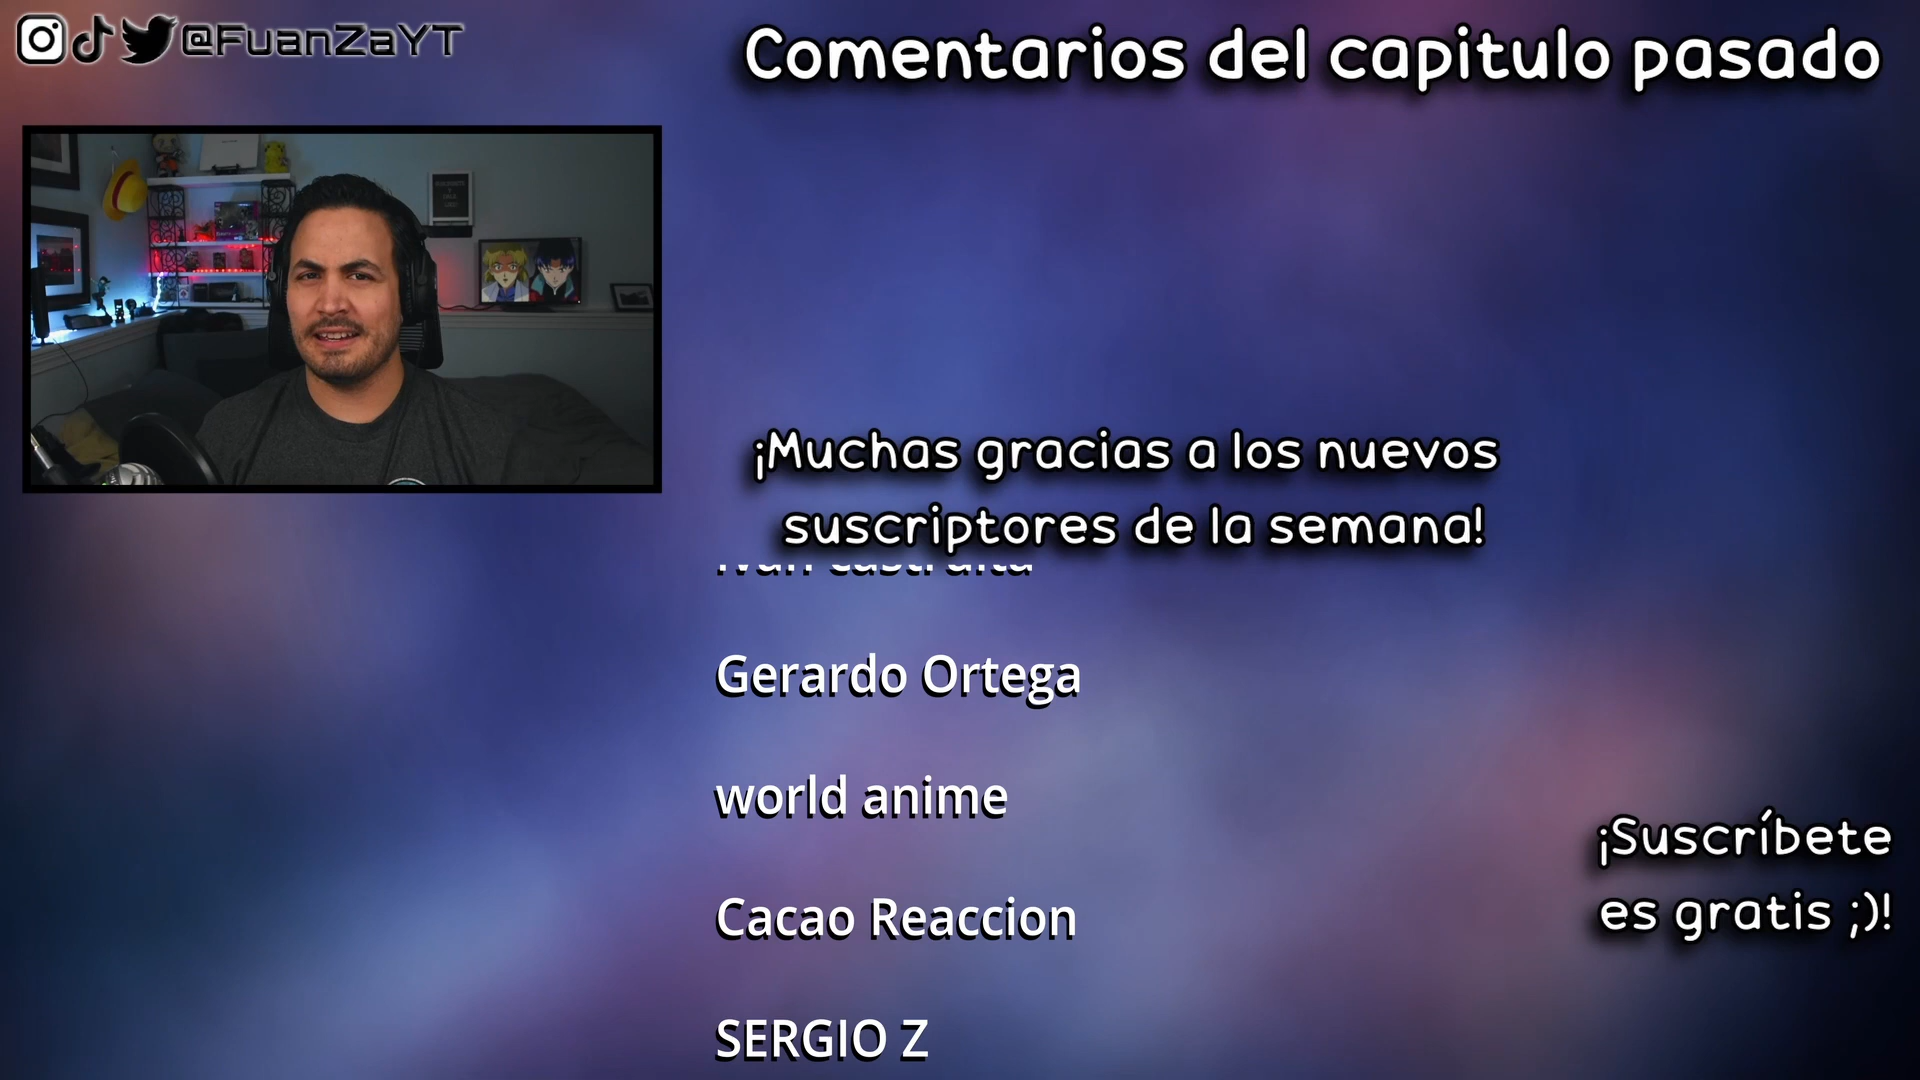 @FuanZaYT
Comentarios del capitulo pasado
¡Muchas gracias a los nuevos
suscriptores de la semana!
Gerardo Ortega
world anime
Cacao Reaccion
SERGIO Z
¡Suscríbete
es gratis ;)!